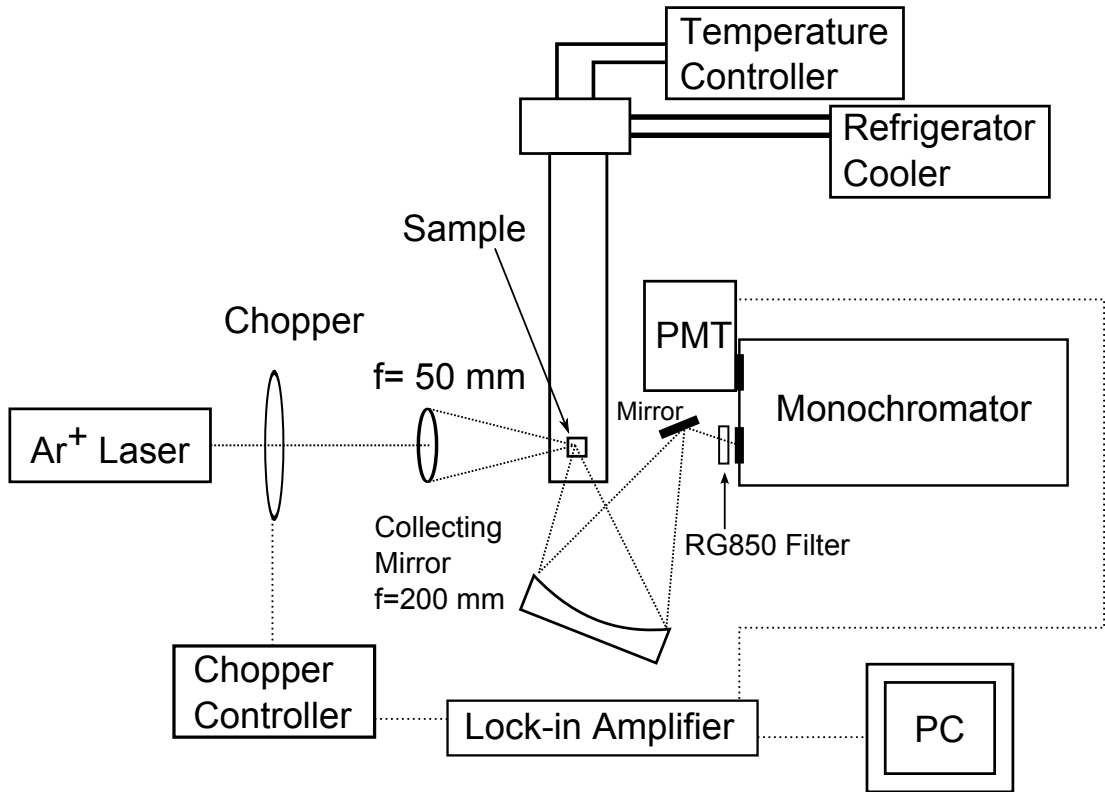 Temperature
Controller
Refrigerator
Cooler
Sample
Chopper
PMT
f= 50 mm
Monochromator
Mirror
Ar+ Laser
Collecting
Mirror
f=200 mm
RG850 Filter
Chopper
Controller
Lock-in Amplifier
PC